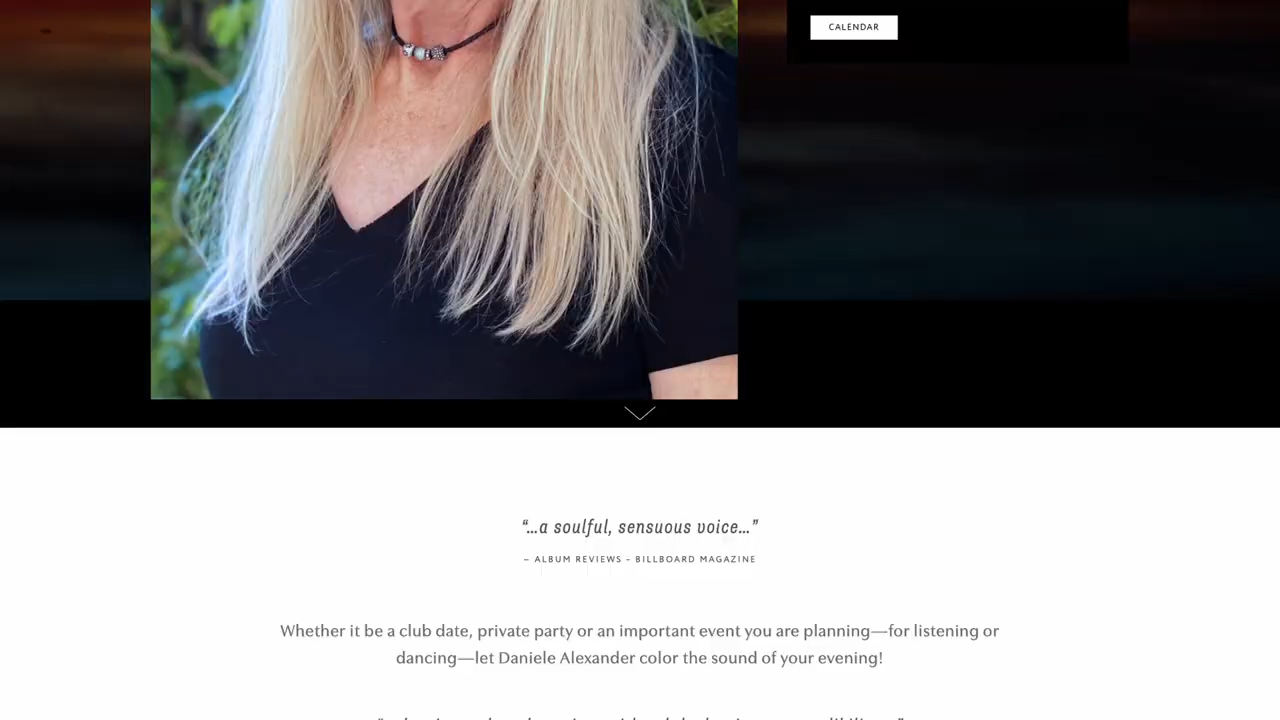 CALENDAR
“...a soulful, sensuous voice...”
– ALBUM REVIEWS – BILLBOARD MAGAZINE
Whether it be a club date, private party or an important event you are planning—for listening or
dancing—let Daniele Alexander color the sound of your evening!